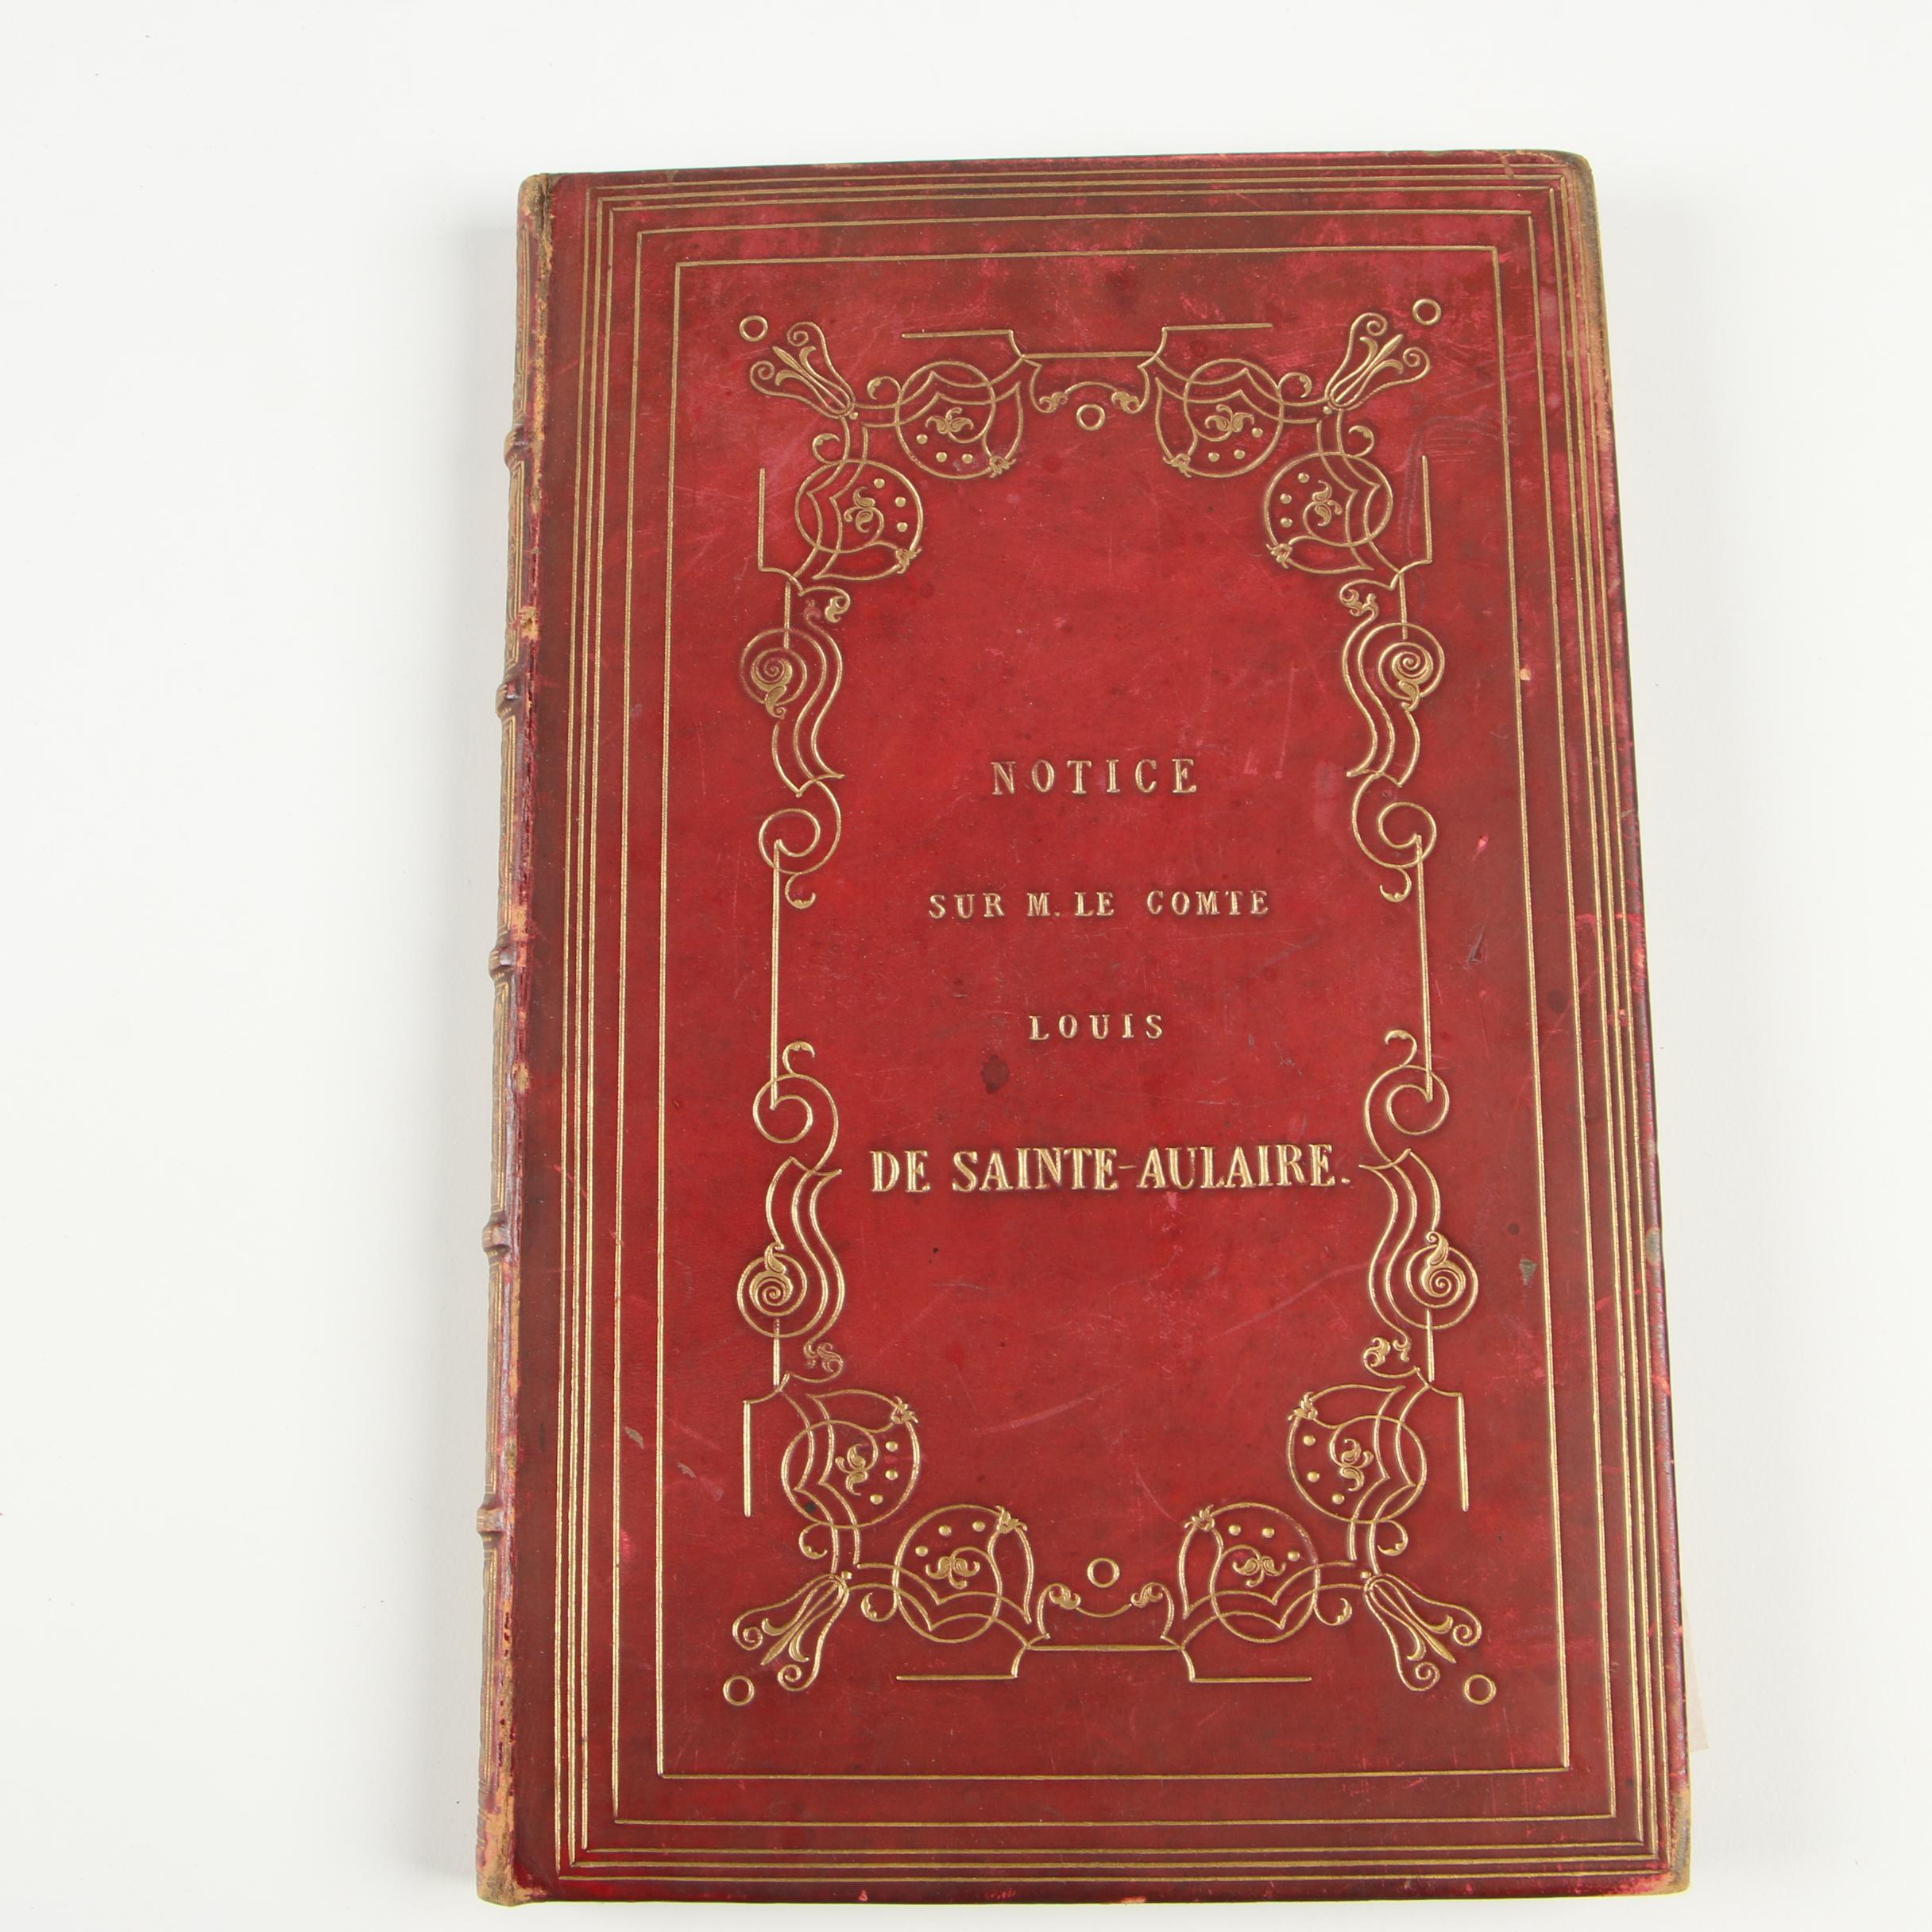 NOTICE
SUR M. LE COMTE
LOUIS
DE SAINTE-AULAIRE.